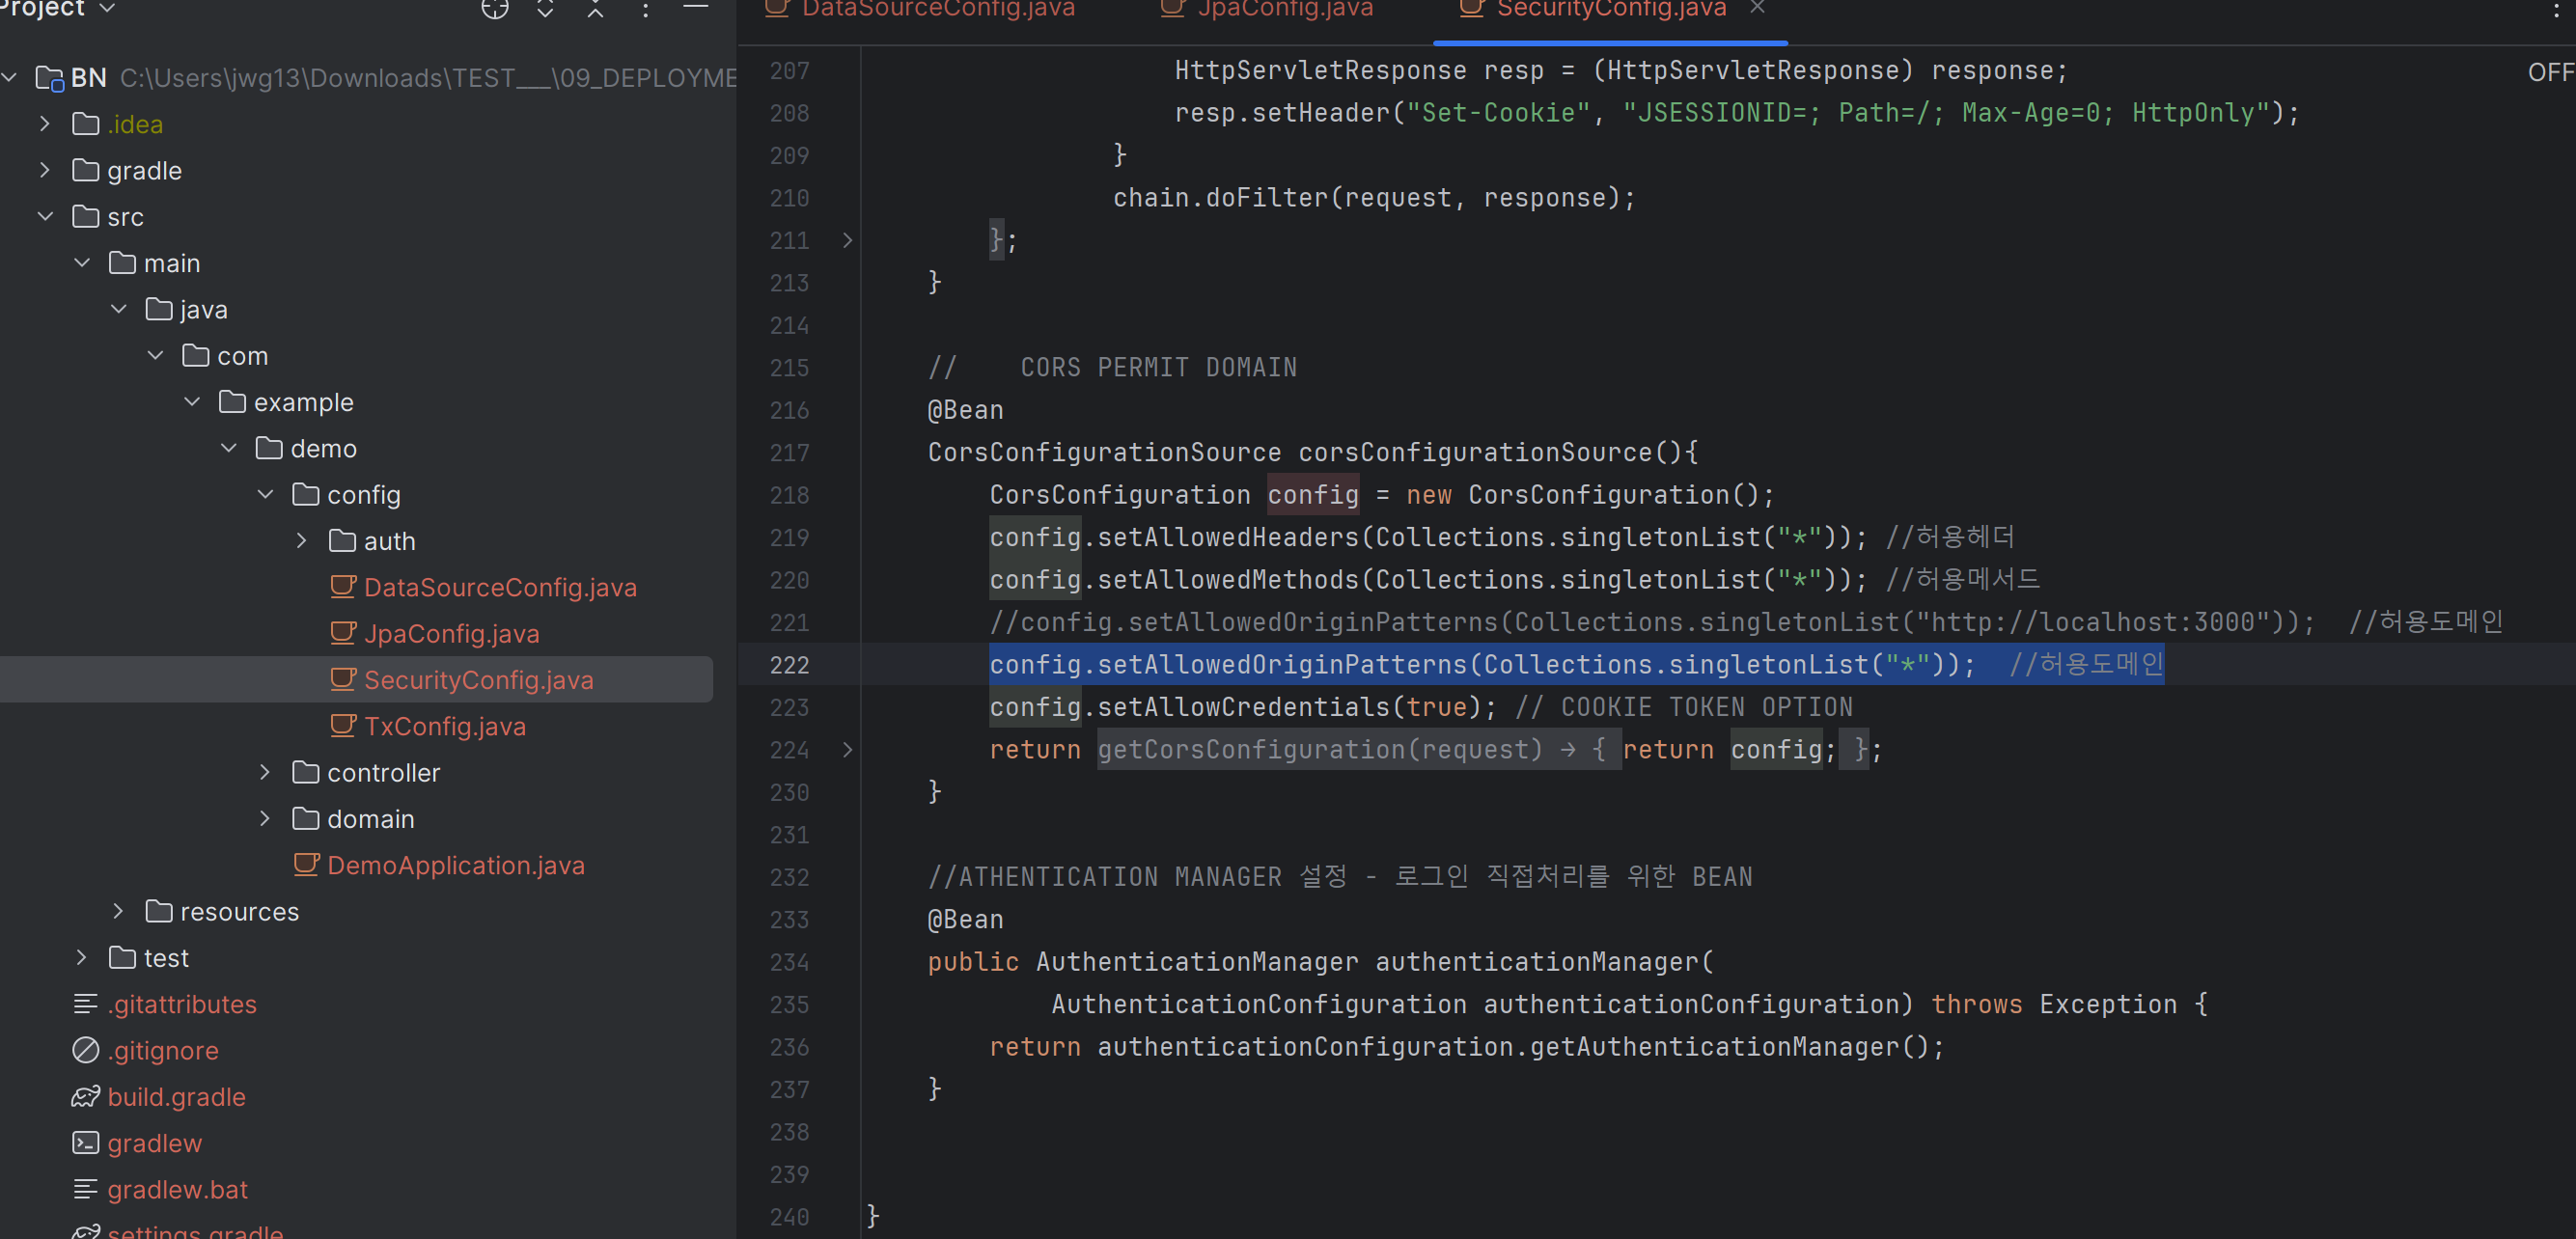 Project
BN C:\Users\jwg13\Downloads\TEST___\09_DEPLOYME
.idea
gradle
src
main
java
com
example
demo
config
auth
DataSourceConfig.java
JpaConfig.java
SecurityConfig.java
TxConfig.java
controller
domain
DemoApplication.java
resources
test
.gitattributes
.gitignore
build.gradle
gradlew
gradlew.bat
settings.gradle
DataSourceConfig.java JpaConfig.java SecurityConfig.java
OFF
207 HttpServletResponse resp = (HttpServletResponse) response;
208 resp.setHeader("Set-Cookie", "JSESSIONID=; Path=/; Max-Age=0; HttpOnly");
209 }
210 chain.doFilter(request, response);
211 };
213 }
214
215 // CORS PERMIT DOMAIN
216 @Bean
217 CorsConfigurationSource corsConfigurationSource(){
218 CorsConfiguration config = new CorsConfiguration();
219 config.setAllowedHeaders(Collections.singletonList("*")); //허용헤더
220 config.setAllowedMethods(Collections.singletonList("*")); //허용메서드
221 //config.setAllowedOriginPatterns(Collections.singletonList("http://localhost:3000")); //허용도메인
222 config.setAllowedOriginPatterns(Collections.singletonList("*")); //허용도메인
223 config.setAllowCredentials(true); // COOKIE TOKEN OPTION
224 return getCorsConfiguration(request) → { return config; };
230 }
231
232 //ATHENTICATION MANAGER 설정 - 로그인 직접처리를 위한 BEAN
233 @Bean
234 public AuthenticationManager authenticationManager(
235 AuthenticationConfiguration authenticationConfiguration) throws Exception {
236 return authenticationConfiguration.getAuthenticationManager();
237 }
238
239
240 }